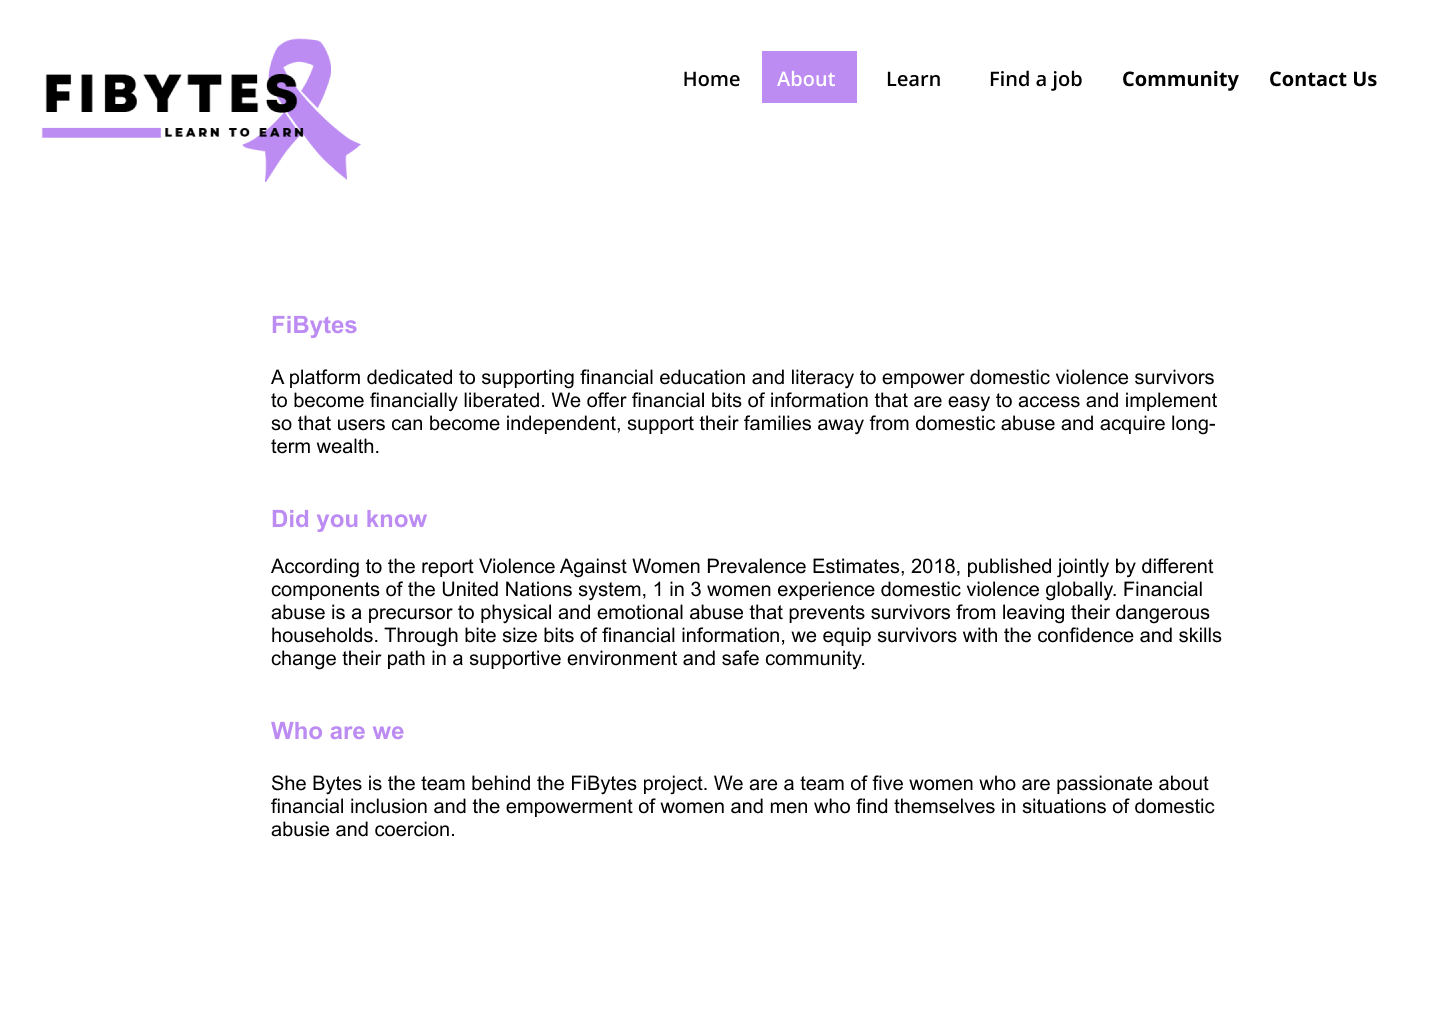 FIBYTES
LEARN TO EARN
Home About Learn Find a job Community Contact Us
FiBytes
A platform dedicated to supporting financial education and literacy to empower domestic violence survivors
to become financially liberated. We offer financial bits of information that are easy to access and implement
so that users can become independent, support their families away from domestic abuse and acquire long-
term wealth.
Did you know
According to the report Violence Against Women Prevalence Estimates, 2018, published jointly by different
components of the United Nations system, 1 in 3 women experience domestic violence globally. Financial
abuse is a precursor to physical and emotional abuse that prevents survivors from leaving their dangerous
households. Through bite size bits of financial information, we equip survivors with the confidence and skills
change their path in a supportive environment and safe community.
Who are we
She Bytes is the team behind the FiBytes project. We are a team of five women who are passionate about
financial inclusion and the empowerment of women and men who find themselves in situations of domestic
abusie and coercion.